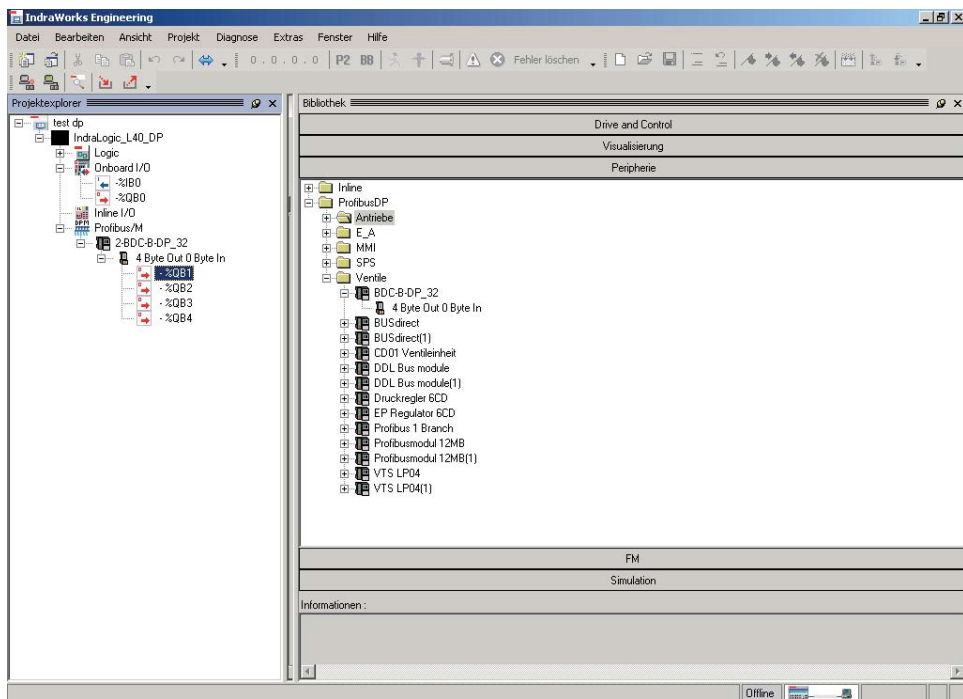 IndraWorks Engineering
Datei Bearbeiten Ansicht Projekt Diagnose Extras Fenster Hilfe
0 . 0 . 0 . 0 P2 BB Fehler löschen
Projektexplorer
Bibliothek
test dp
IndraLogic_L40_DP
Logic
Onboard I/O
-%IB0
-%QB0
Inline I/O
DPM
Profibus/M
2-BDC-B-DP_32
4 Byte Out 0 Byte In
- %QB1
- %QB2
- %QB3
- %QB4
Drive and Control
Visualisierung
Peripherie
Inline
ProfibusDP
Antriebe
E_A
MMI
SPS
Ventile
BDC-B-DP_32
4 Byte Out 0 Byte In
BUSdirect
BUSdirect(1)
CD01 Ventileinheit
DDL Bus module
DDL Bus module(1)
Druckregler 6CD
EP Regulator 6CD
Profibus 1 Branch
Profibusmodul 12MB
Profibusmodul 12MB(1)
VTS LP04
VTS LP04(1)
FM
Simulation
Informationen :
Offline